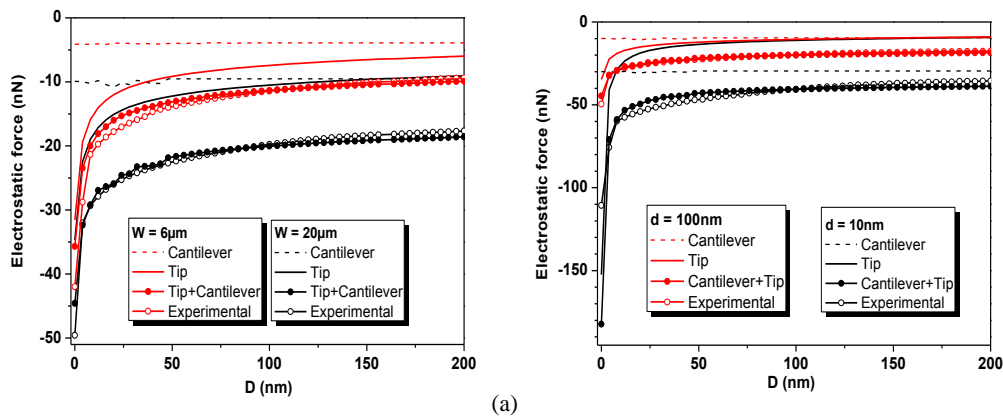 0
-10
-20
-30
-40
-50
Electrostatic force (nN)
W = 6µm
Cantilever
Tip
Tip+Cantilever
Experimental
W = 20µm
Cantilever
Tip
Tip+Cantilever
Experimental
0 50 100 150 200
D (nm)
0
-50
-100
-150
Electrostatic force (nN)
d = 100nm
Cantilever
Tip
Cantilever+Tip
Experimental
d = 10nm
Cantilever
Tip
Cantilever+Tip
Experimental
0 50 100 150 200
D (nm)
(a)